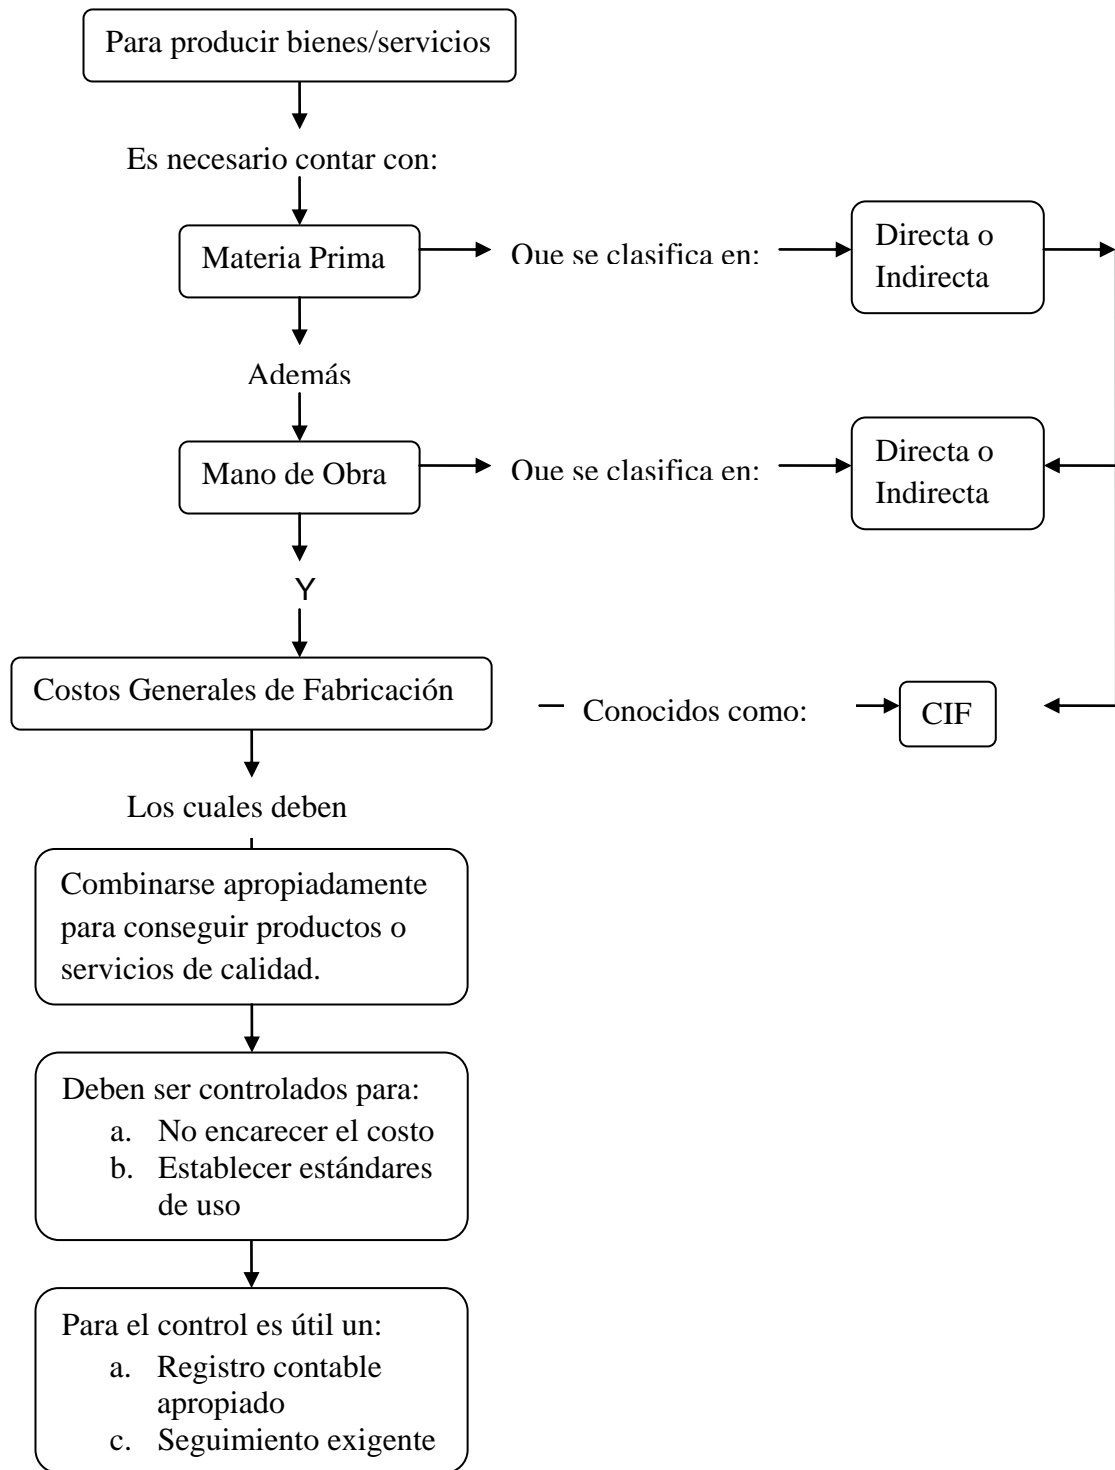 Para producir bienes/servicios
Es necesario contar con:
Materia Prima
Que se clasifica en:
Directa o
Indirecta
Además
Mano de Obra
Que se clasifica en:
Directa o
Indirecta
Y
Costos Generales de Fabricación
Conocidos como:
CIF
Los cuales deben
Combinarse apropiadamente
para conseguir productos o
servicios de calidad.
Deben ser controlados para:
a. No encarecer el costo
b. Establecer estándares
de uso
Para el control es útil un:
a. Registro contable
apropiado
c. Seguimiento exigente